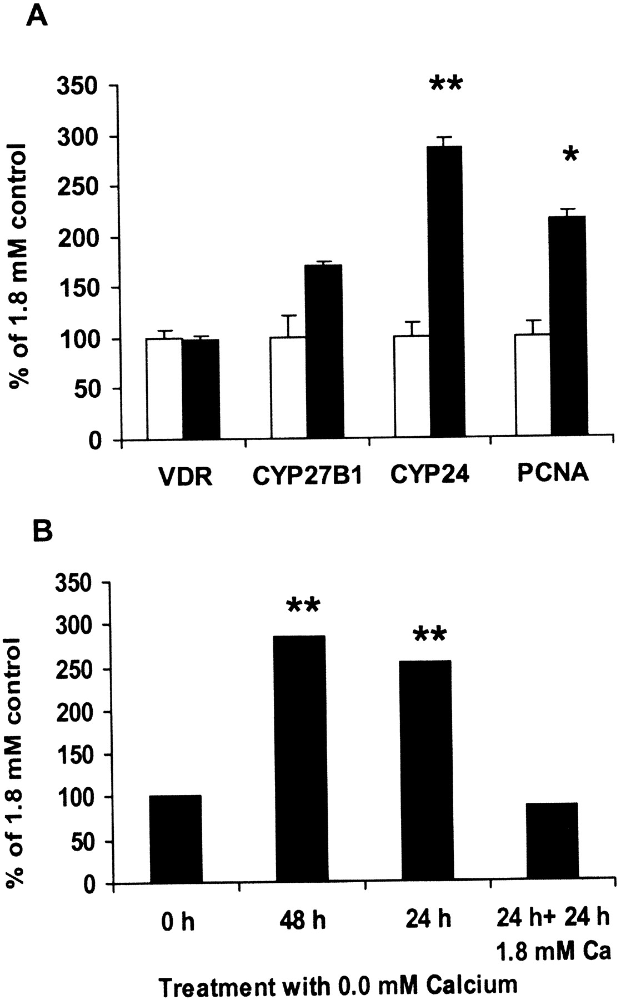 A
% of 1.8 mM control
350
300
250
200
150
100
50
0
**
*
VDR CYP27B1 CYP24 PCNA
B
% of 1.8 mM control
350
300
250
200
150
100
50
0
**
**
0 h 48 h 24 h 24 h+ 24 h
1.8 mM Ca
Treatment with 0.0 mM Calcium